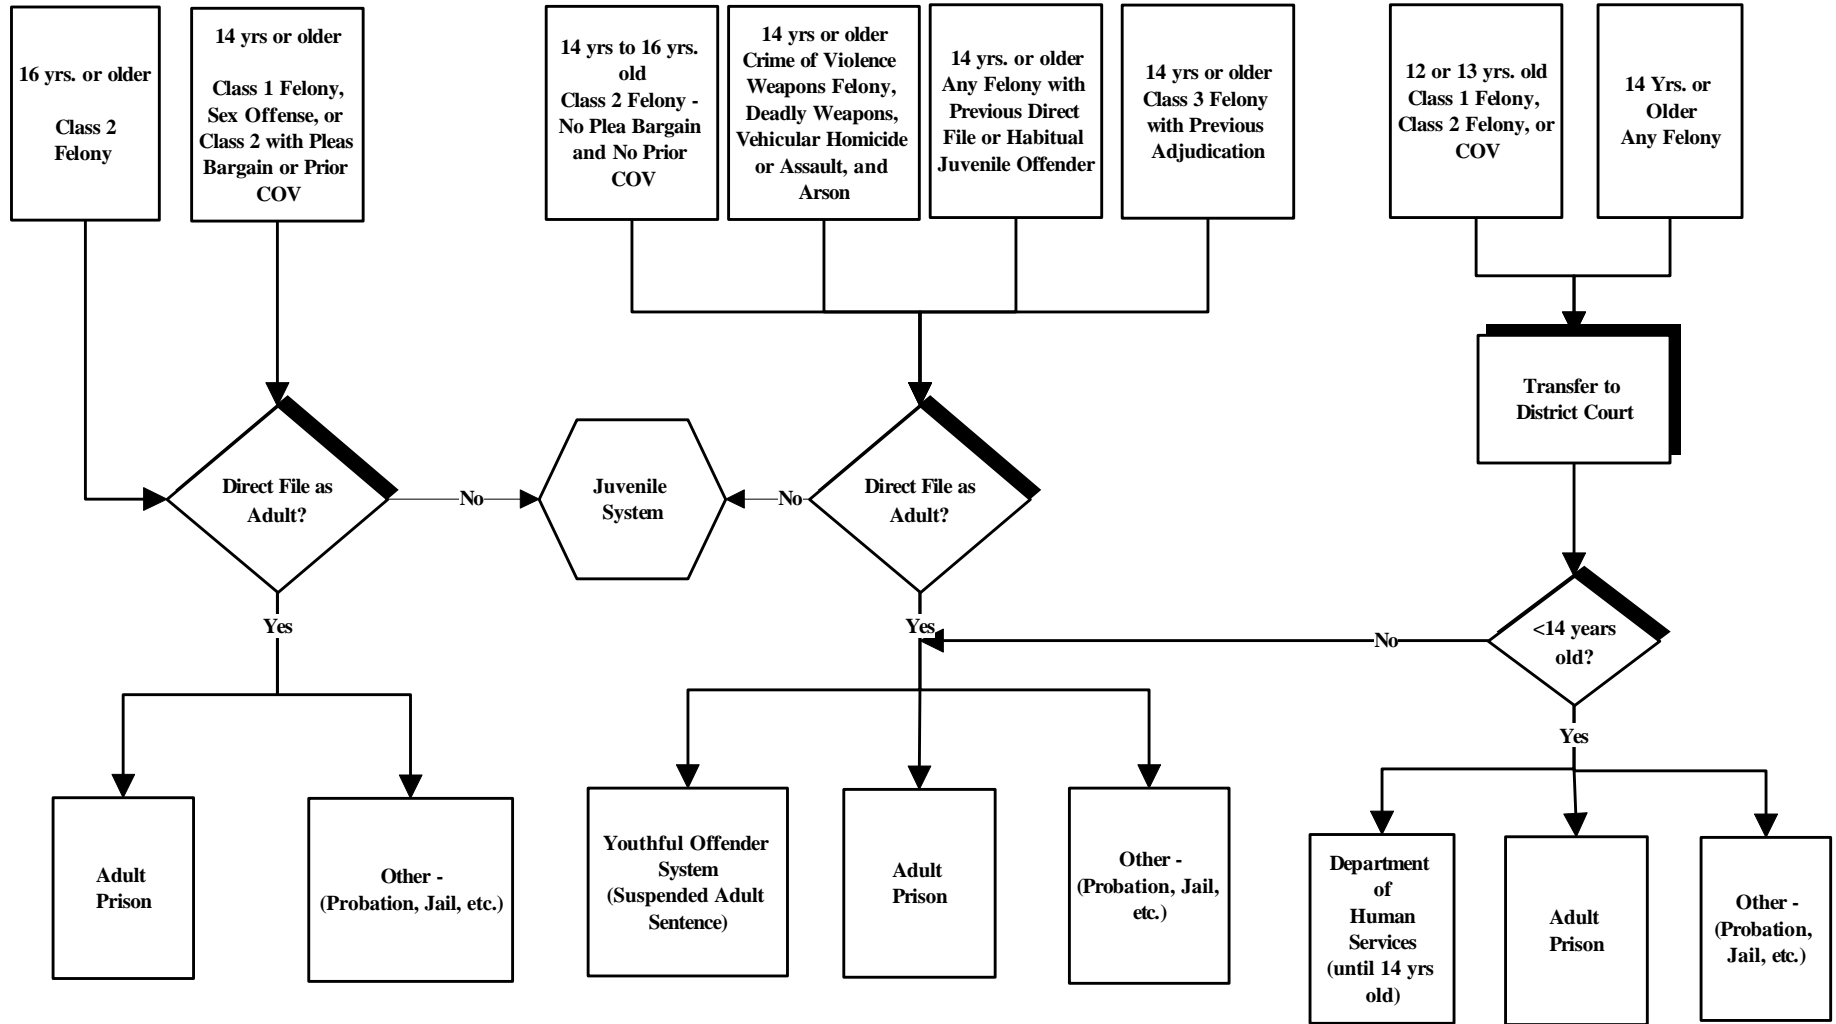 16 yrs. or older
Class 2
Felony
14 yrs or older
Class 1 Felony,
Sex Offense, or
Class 2 with Pleas
Bargain or Prior
COV
14 yrs to 16 yrs.
old
Class 2 Felony -
No Plea Bargain
and No Prior
COV
14 yrs or older
Crime of Violence
Weapons Felony,
Deadly Weapons,
Vehicular Homicide
or Assault, and
Arson
14 yrs. or older
Any Felony with
Previous Direct
File or Habitual
Juvenile Offender
14 yrs or older
Class 3 Felony
with Previous
Adjudication
12 or 13 yrs. old
Class 1 Felony,
Class 2 Felony, or
COV
14 Yrs. or
Older
Any Felony
Transfer to
District Court
Direct File as
Adult?
No
Juvenile
System
No
Direct File as
Adult?
Yes
Yes
No
<14 years
old?
Yes
Adult
Prison
Other -
(Probation, Jail, etc.)
Youthful Offender
System
(Suspended Adult
Sentence)
Adult
Prison
Other -
(Probation, Jail,
etc.)
Department
of
Human
Services
(until 14 yrs
old)
Adult
Prison
Other -
(Probation,
Jail, etc.)